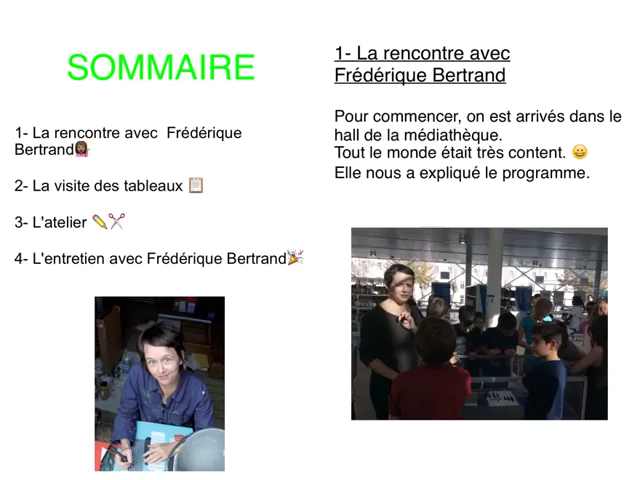 SOMMAIRE
1- La rencontre avec  Frédérique
Bertrand💁🏾‍♀️
2- La visite des tableaux 📋
3- L'atelier ✏️✂️
4- L'entretien avec Frédérique Bertrand🎉
1- La rencontre avec
Frédérique Bertrand
Pour commencer, on est arrivés dans le
hall de la médiathèque.
Tout le monde était très content. 😀
Elle nous a expliqué le programme.